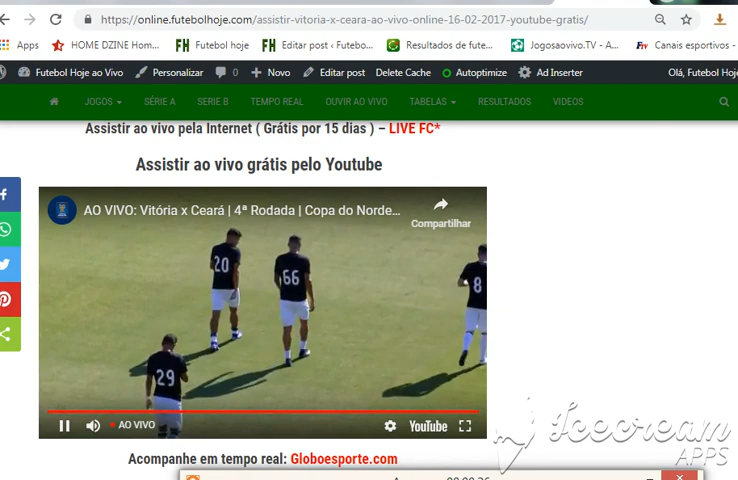 https://online.futebolhoje.com/assistir-vitoria-x-ceara-ao-vivo-online-16-02-2017-youtube-gratis/
Apps HOME DZINE Hom... Futebol hoje Editar post ‹ Futebo... Resultados de fute... Jogosaovivo.TV - A... Canais esportivos -
Futebol Hoje ao Vivo Personalizar 0 Novo Editar post Delete Cache Autoptimize Ad Inserter Olá, Futebol Hoje
JOGOS SÉRIE A SERIE B TEMPO REAL OUVIR AO VIVO TABELAS RESULTADOS VIDEOS
Assistir ao vivo pela Internet ( Grátis por 15 dias ) – LIVE FC*
Assistir ao vivo grátis pelo Youtube
AO VIVO: Vitória x Ceará | 4ª Rodada | Copa do Norde...
Compartilhar
20
66
8
29
AO VIVO YouTube
Icecream
APPS
Acompanhe em tempo real: Globoesporte.com